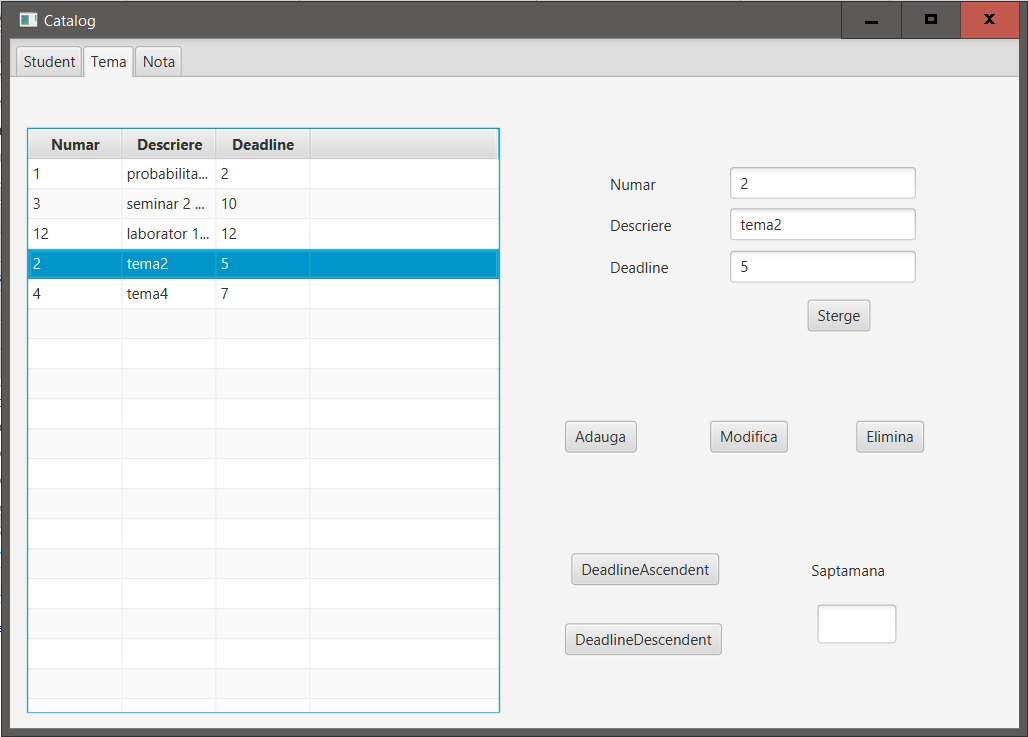 Catalog
Student Tema Nota
Numar Descriere Deadline
1 probabilita... 2
3 seminar 2 ... 10
12 laborator 1... 12
2 tema2 5
4 tema4 7
Numar 2
Descriere tema2
Deadline 5
Sterge
Adauga Modifica Elimina
DeadlineAscendent Saptamana
DeadlineDescendent